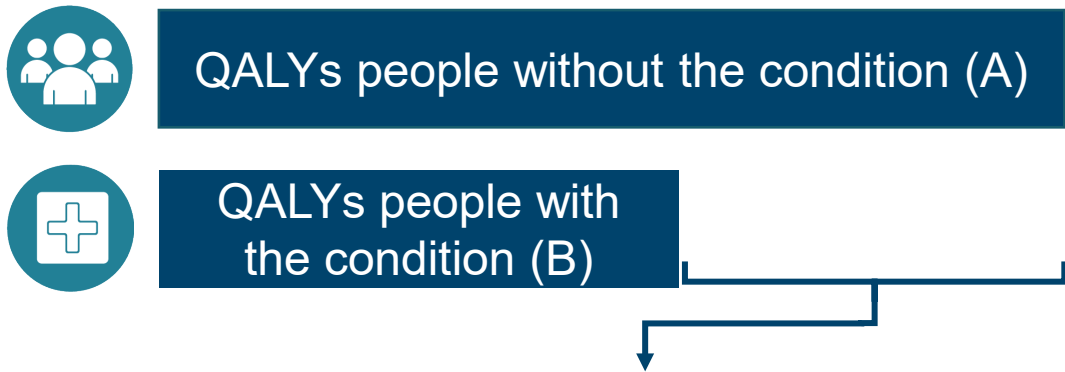 QALYs people without the condition (A)
QALYs people with
the condition (B)